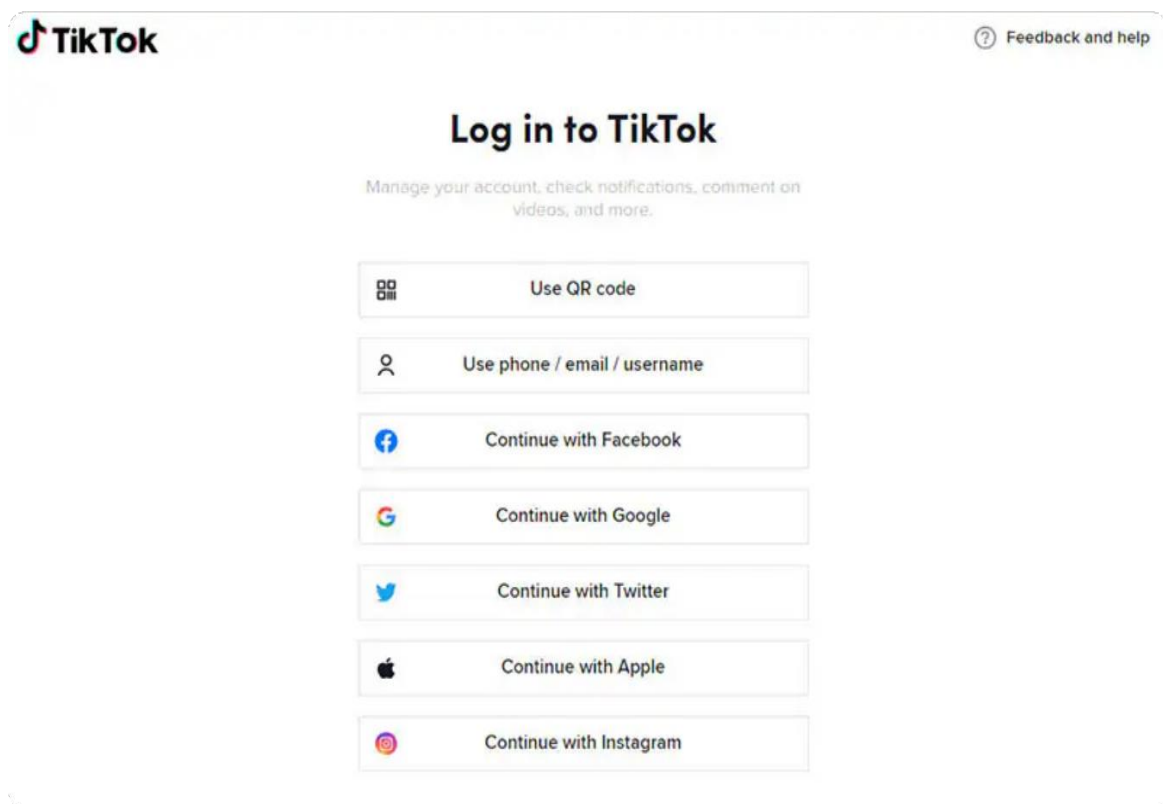 TikTok
Feedback and help
Log in to TikTok
Manage your account, check notifications, comment on
videos, and more.
Use QR code
Use phone / email / username
Continue with Facebook
Continue with Google
Continue with Twitter
Continue with Apple
Continue with Instagram